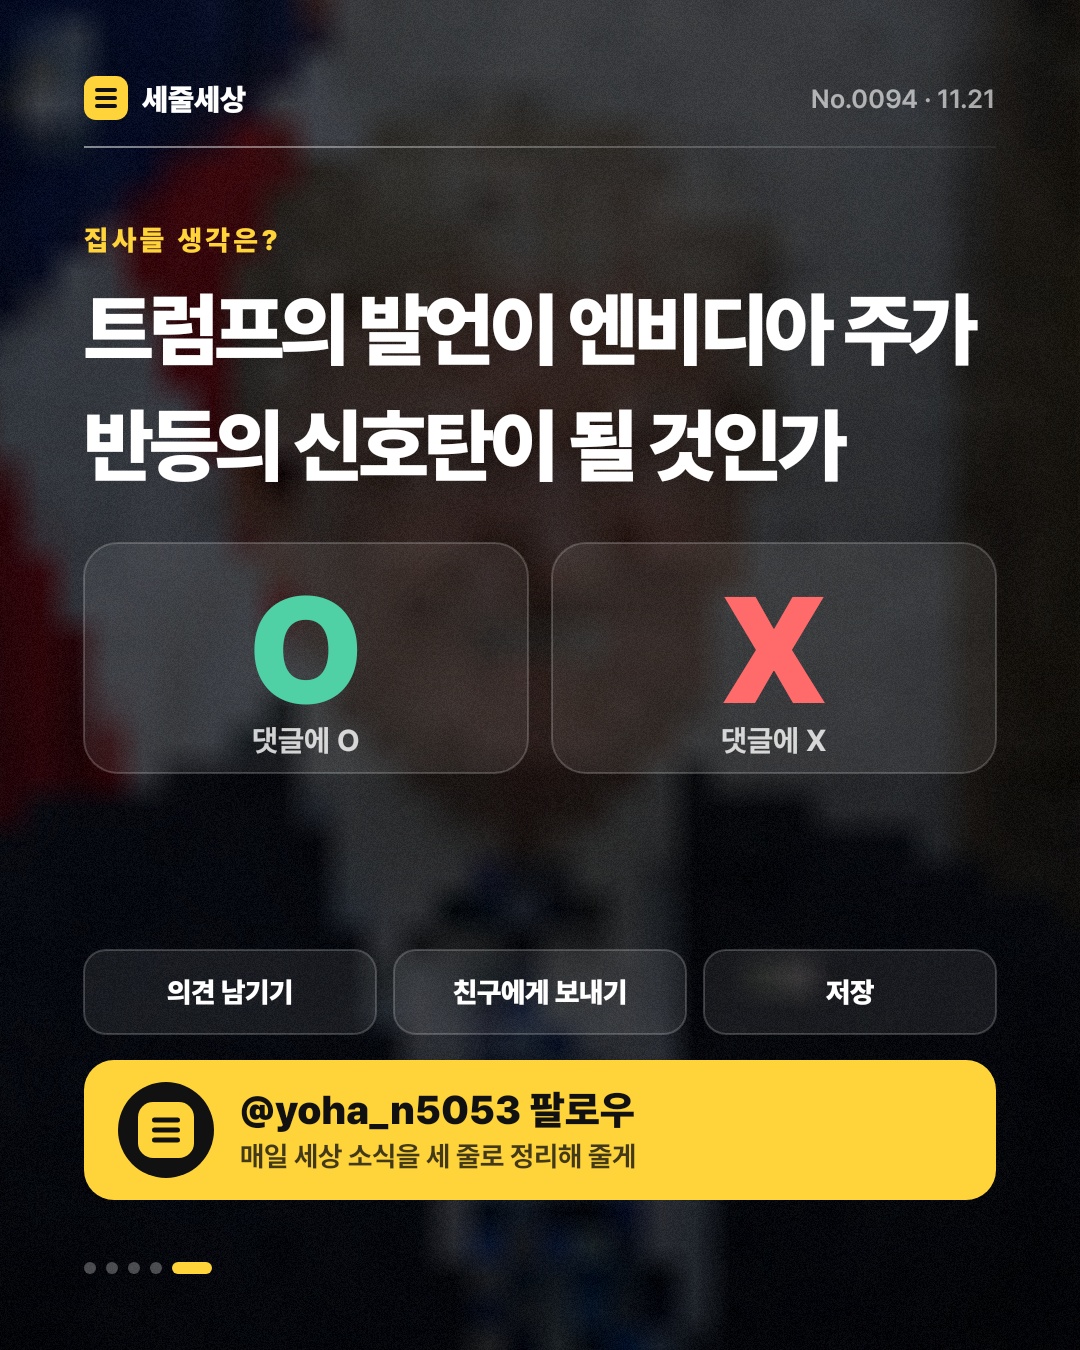 세줄세상
No.0094 · 11.21
집사들 생각은?
트럼프의 발언이 엔비디아 주가
반등의 신호탄이 될 것인가
O
X
댓글에 O
댓글에 X
의견 남기기
친구에게 보내기
저장
@yoha_n5053 팔로우
매일 세상 소식을 세 줄로 정리해 줄게